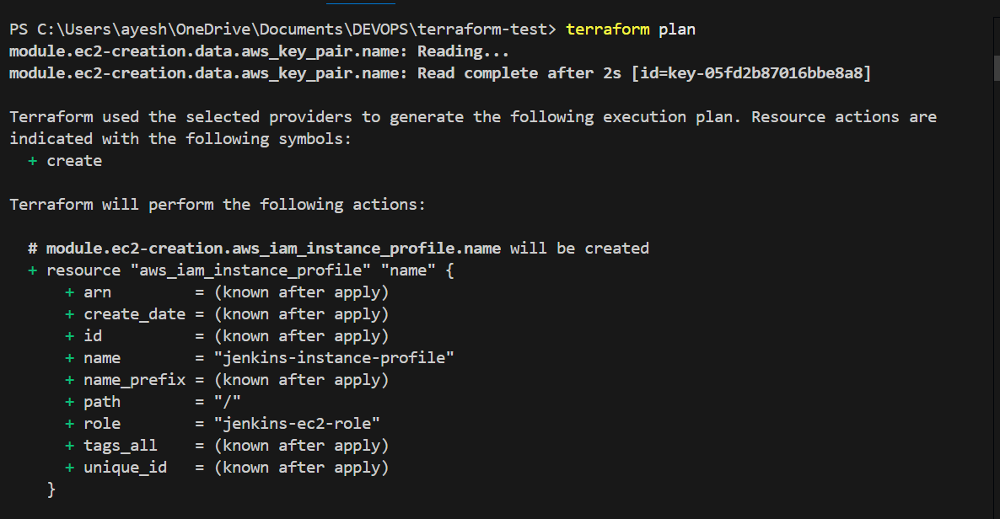 PS C:\Users\ayesh\OneDrive\Documents\DEVOPS\terraform-test> terraform plan
module.ec2-creation.data.aws_key_pair.name: Reading...
module.ec2-creation.data.aws_key_pair.name: Read complete after 2s [id=key-05fd2b87016bbe8a8]
Terraform used the selected providers to generate the following execution plan. Resource actions are
indicated with the following symbols:
  + create
Terraform will perform the following actions:
  # module.ec2-creation.aws_iam_instance_profile.name will be created
  + resource "aws_iam_instance_profile" "name" {
      + arn         = (known after apply)
      + create_date = (known after apply)
      + id          = (known after apply)
      + name        = "jenkins-instance-profile"
      + name_prefix = (known after apply)
      + path        = "/"
      + role        = "jenkins-ec2-role"
      + tags_all    = (known after apply)
      + unique_id   = (known after apply)
    }